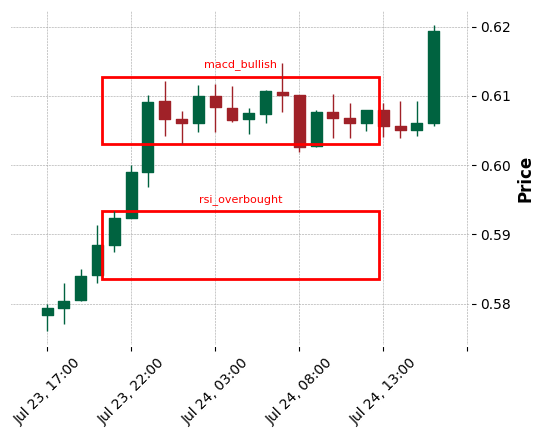 0.62
macd_bullish
0.61
0.60
Price
rsi_overbought
0.59
0.58
Jul 23, 17:00
Jul 23, 22:00
Jul 24, 03:00
Jul 24, 08:00
Jul 24, 13:00